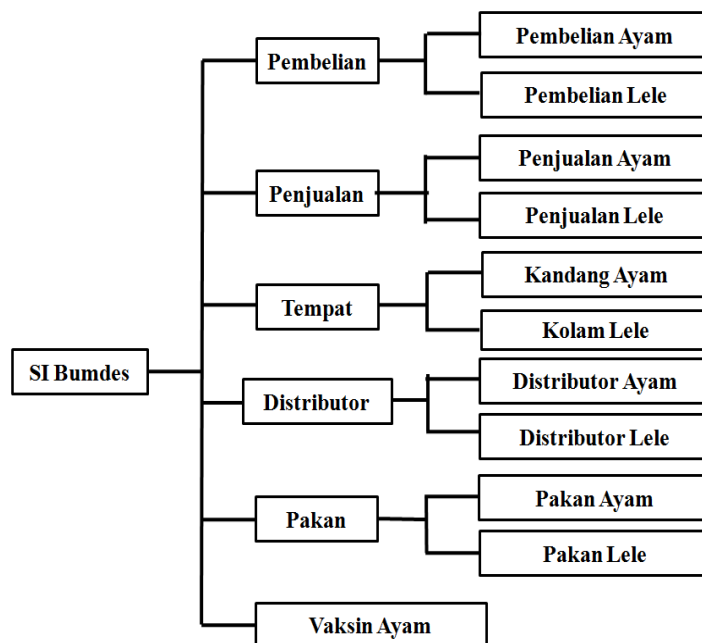 SI Bumdes
Pembelian
Pembelian Ayam
Pembelian Lele
Penjualan
Penjualan Ayam
Penjualan Lele
Tempat
Kandang Ayam
Kolam Lele
Distributor
Distributor Ayam
Distributor Lele
Pakan
Pakan Ayam
Pakan Lele
Vaksin Ayam